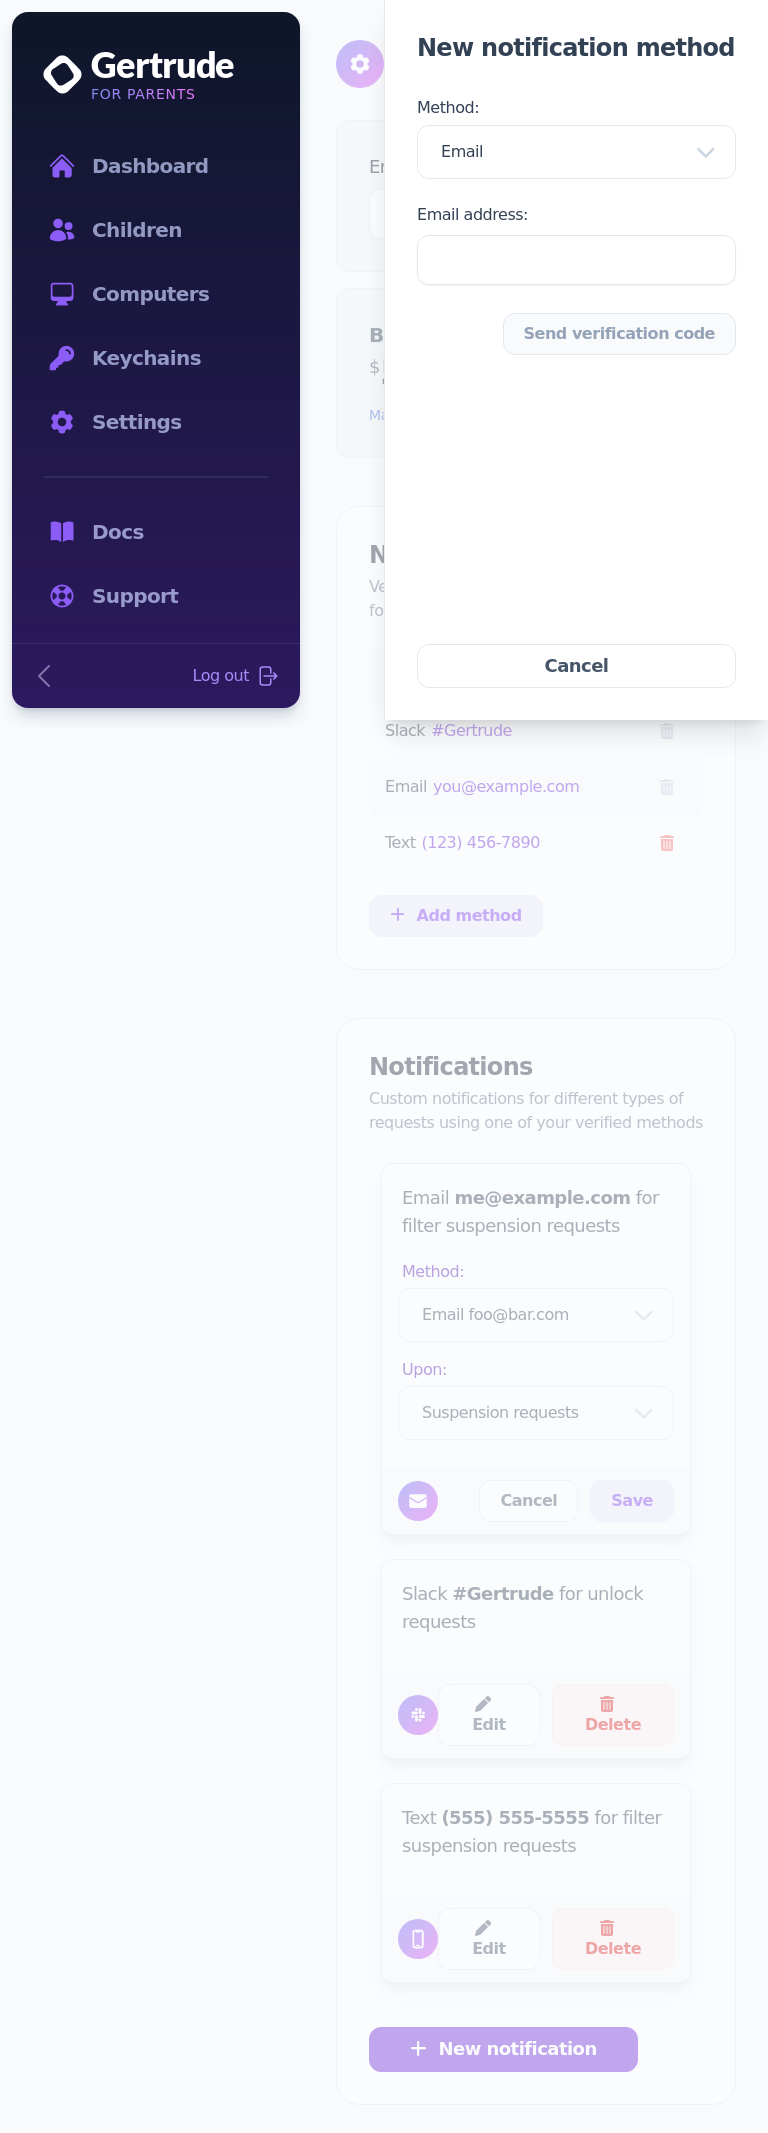 Gertrude
FOR PARENTS
Dashboard
Children
Computers
Keychains
Settings
Docs
Support
Log out
New notification method
Method:
Email
Email address:
Send verification code
Cancel
$
Slack #Gertrude
Email you@example.com
Text (123) 456-7890
Add method
Notifications
Custom notifications for different types of
requests using one of your verified methods
Email me@example.com for
filter suspension requests
Method:
Email foo@bar.com
Upon:
Suspension requests
Cancel
Save
Slack #Gertrude for unlock
requests
Edit
Delete
Text (555) 555-5555 for filter
suspension requests
Edit
Delete
New notification